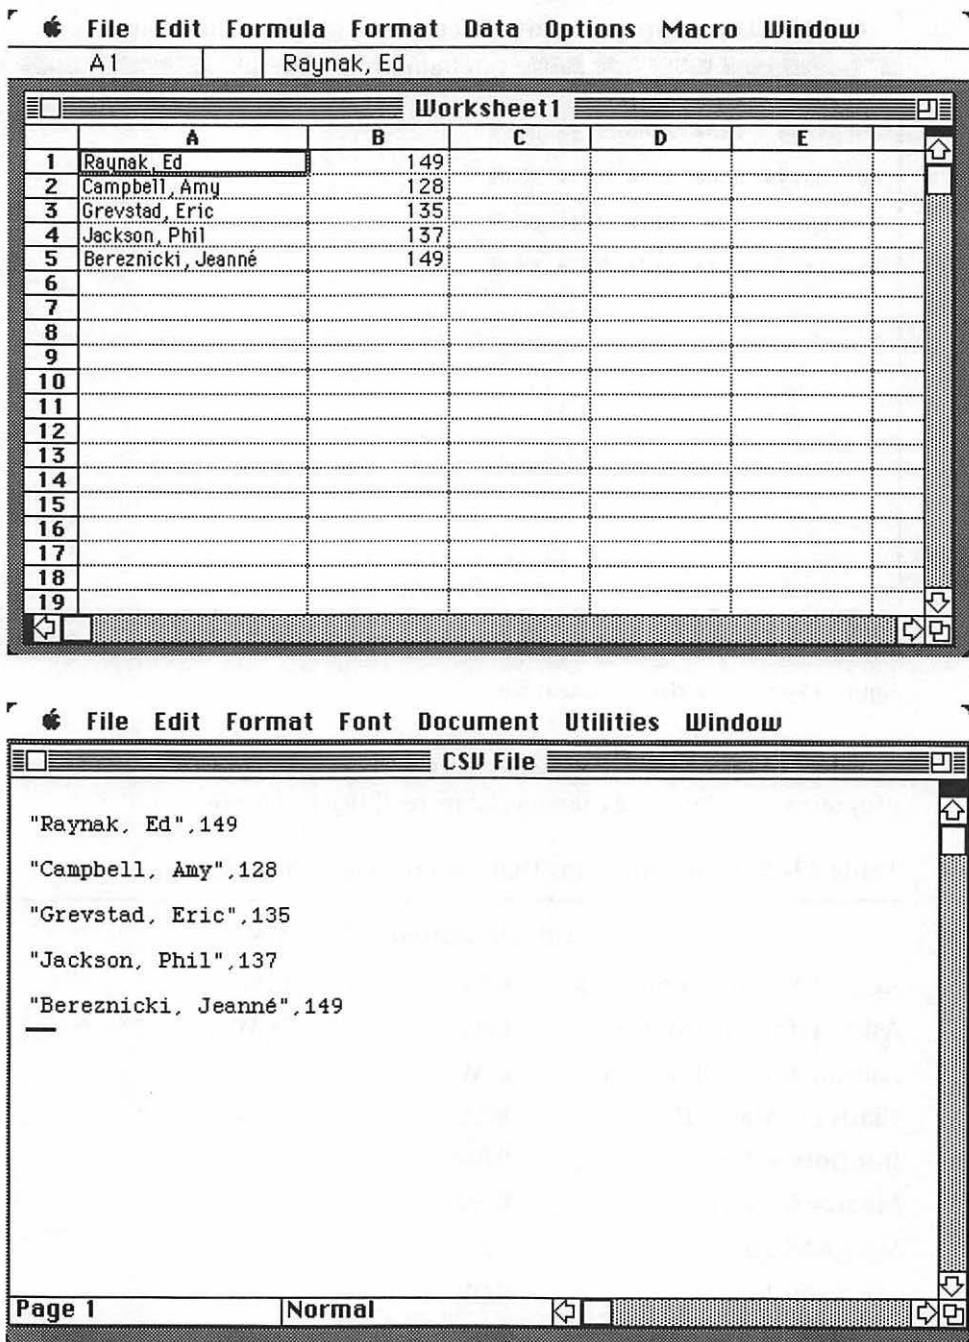 File Edit Formula Format Data Options Macro Window
A1 Raynak, Ed
Worksheet1
A B C D E
1 Raynak, Ed 149
2 Campbell, Amy 128
3 Grevstad, Eric 135
4 Jackson, Phil 137
5 Bereznicki, Jeanné 149
6
7
8
9
10
11
12
13
14
15
16
17
18
19
File Edit Format Font Document Utilities Window
CSV File
"Raynak, Ed",149
"Campbell, Amy",128
"Grevstad, Eric",135
"Jackson, Phil",137
"Bereznicki, Jeanné",149
Page 1 Normal